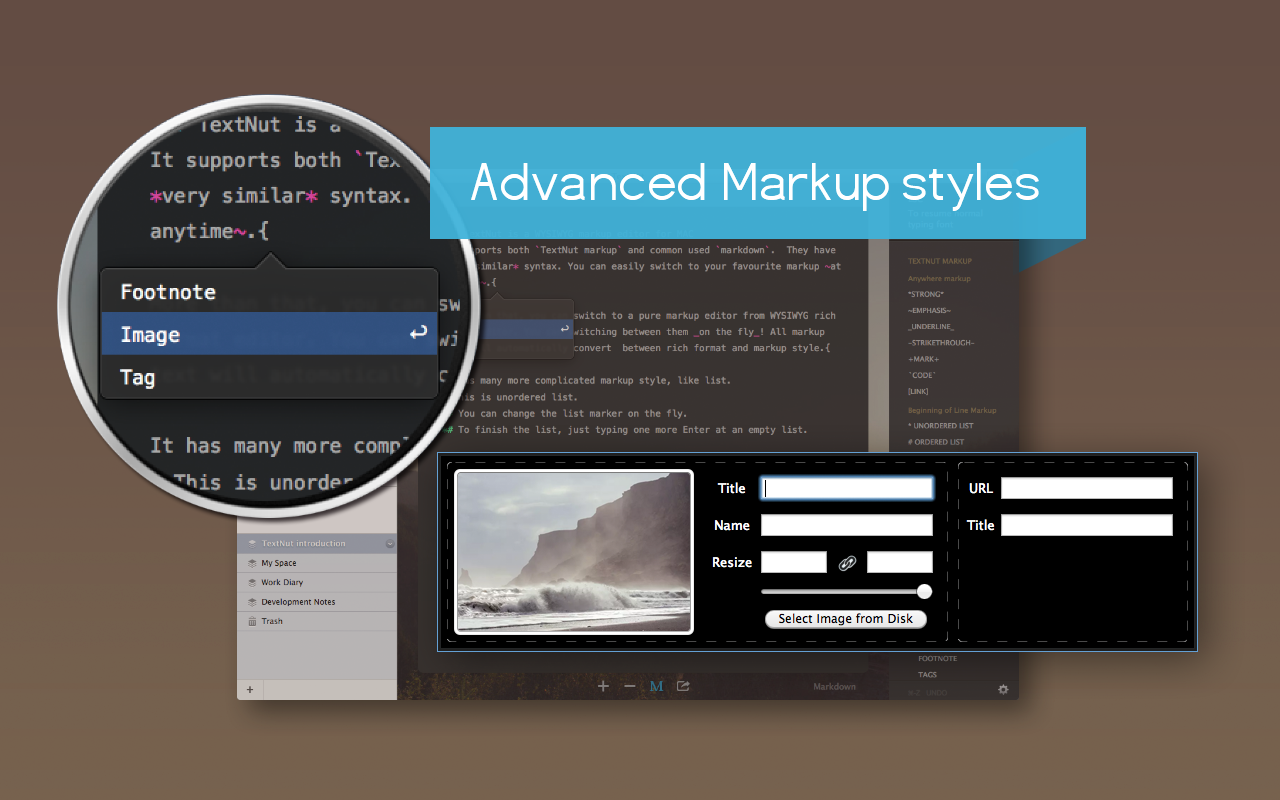 Advanced Markup styles
TextNut is a
It supports both `Tex
*very similar* syntax.
anytime~.{
Footnote
Image
Tag
It has many more compl
This is unorder
ports both `TextNut markup` and common used `markdown`. They have
similar* syntax. You can easily switch to your favourite markup ~at
~.{
switch to a pure markup editor from WYSIWYG rich
witching between them _on the fly_! All markup
convert between rich format and markup style.{
as many more complicated markup style, like list.
his is unordered list.
You can change the list marker on the fly.
# To finish the list, just typing one more Enter at an empty list.
TEXTNUT MARKUP
Anywhere markup
*STRONG*
~EMPHASIS~
_UNDERLINE_
-STRIKETHROUGH-
+MARK+
`CODE`
[LINK]
Beginning of Line Markup
* UNORDERED LIST
# ORDERED LIST
Title
Name
Resize
Select Image from Disk
URL
Title
TextNut introduction
My Space
Work Diary
Development Notes
Trash
+
M
Markdown
FOOTNOTE
TAGS
⌘-Z UNDO